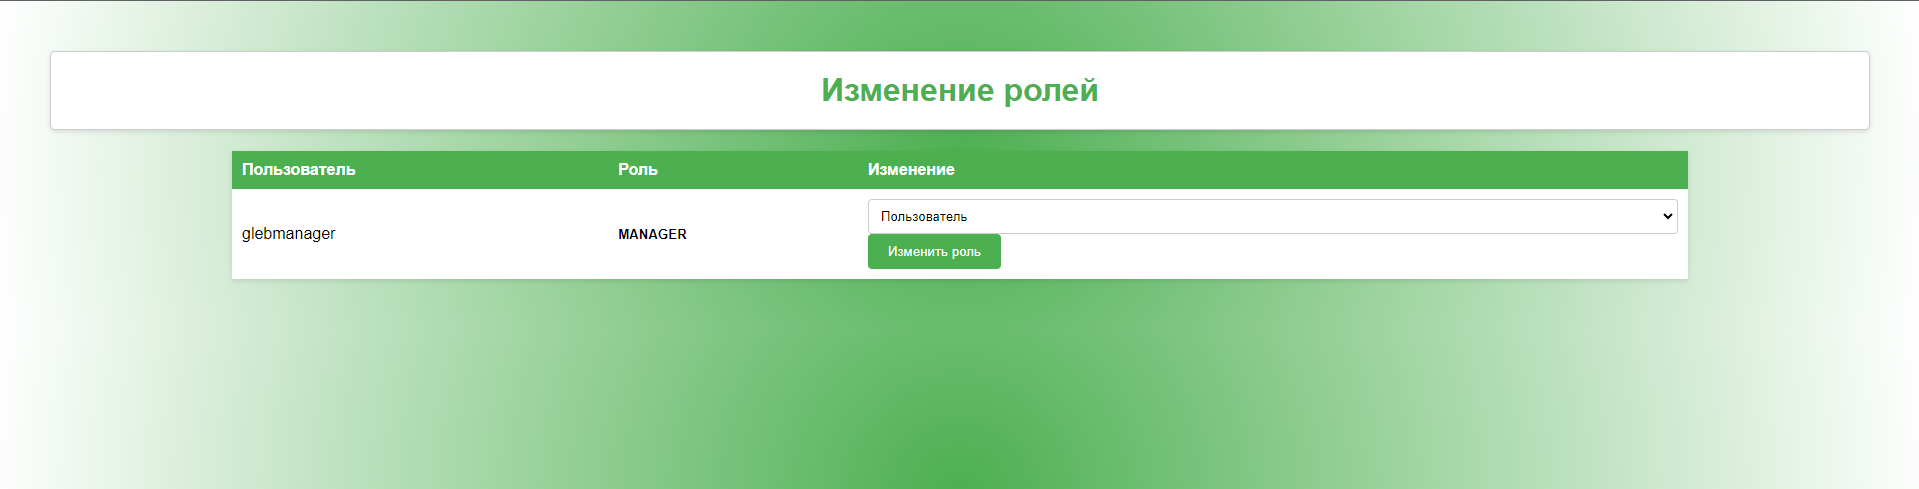 Изменение ролей
Пользователь Роль Изменение
glebmanager MANAGER Пользователь
Изменить роль